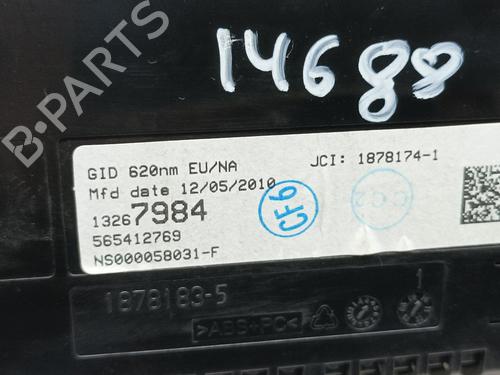 14688
B-PARTS
GID 620nm EU/NA
JCI: 1878174-1
Mfd date 12/05/2010
13267984
565412769
NS000058031-F
CF6
CC2
1878183-5
1
>ABS+PC<